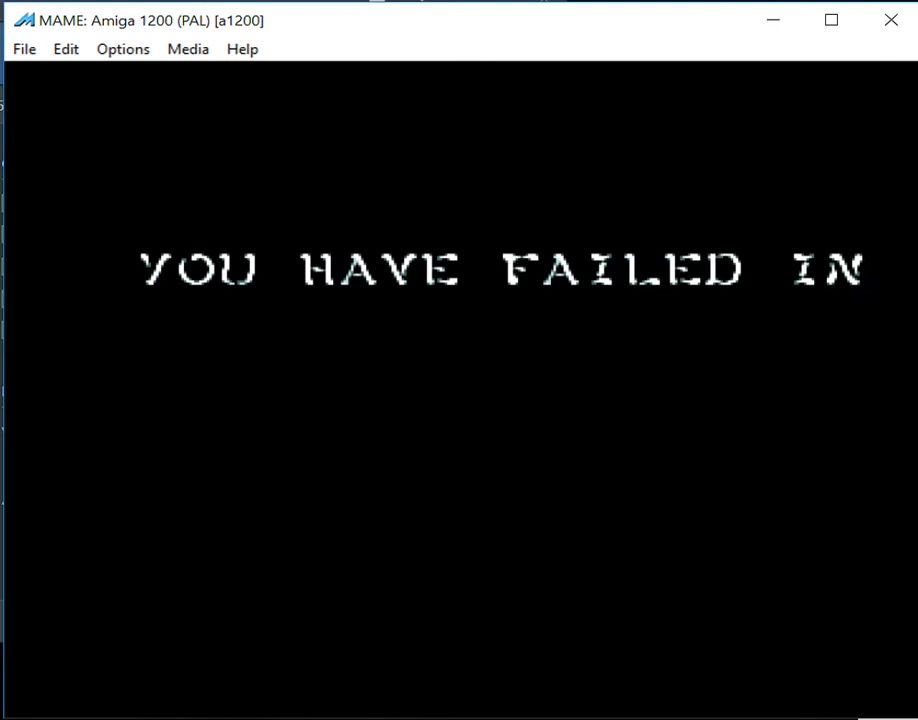 MAME: Amiga 1200 (PAL) [a1200]
File Edit Options Media Help
YOU HAVE FAILED IN